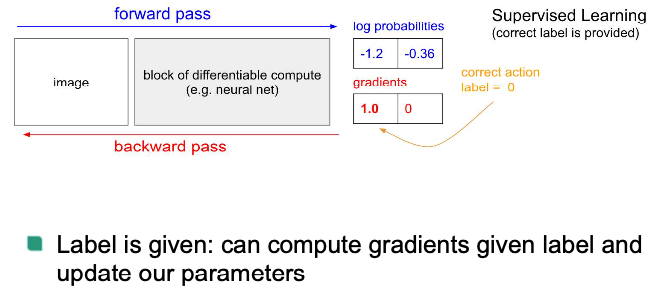 forward pass
log probabilities
Supervised Learning
(correct label is provided)
image
block of differentiable compute
(e.g. neural net)
-1.2 -0.36
gradients
1.0 0
correct action
label = 0
backward pass
Label is given: can compute gradients given label and
update our parameters